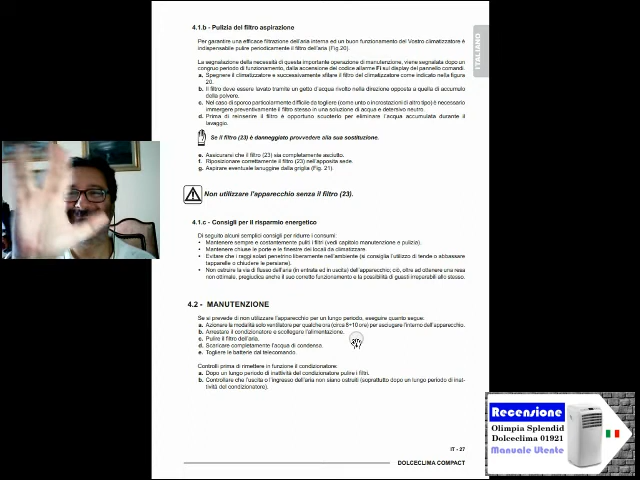 4.1.b - Pulizia del filtro aspirazione
Per garantire una efficace filtrazione dell'aria interna ed un buon funzionamento del Vostro climatizzatore è
indispensabile pulire periodicamente il filtro dell'aria (Fig.20).
La segnalazione della necessità di questa importante operazione di manutenzione, viene segnalata dopo un
congruo periodo di funzionamento, dalla accensione del codice allarme Fi sul display del pannello comandi.
a. Spegnere il climatizzatore e successivamente sfilare il filtro del climatizzatore come indicato nella figura
20.
b. Il filtro deve essere lavato tramite un getto d'acqua rivolto nella direzione opposta a quella di accumulo
della polvere.
c. Nel caso di sporco particolarmente difficile da togliere (come unto o incrostazioni di altro tipo) è necessario
immergere preventivamente il filtro stesso in una soluzione di acqua e detersivo neutro.
d. Prima di reinserire il filtro è opportuno scuoterlo per eliminare l'acqua accumulata durante il
lavaggio.
Se il filtro (23) è danneggiato provvedere alla sua sostituzione.
e. Assicurarsi che il filtro (23) sia completamente asciutto.
f. Riposizionare correttamente il filtro (23) nell'apposita sede.
g. Aspirare eventuale lanuggine dalla griglia (Fig. 21).
Non utilizzare l'apparecchio senza il filtro (23).
4.1.c - Consigli per il risparmio energetico
Di seguito alcuni semplici consigli per ridurre i consumi:
• Mantenere sempre e costantemente puliti i filtri (vedi capitolo manutenzione e pulizia).
• Mantenere chiuse le porte e le finestre dei locali da climatizzare.
• Evitare che i raggi solari penetrino liberamente nell'ambiente (si consiglia l'utilizzo di tende o abbassare
tapparelle o chiudere le persiane).
• Non ostruire la via di flusso dell'aria (in entrata ed in uscita) dell'apparecchio; ciò, oltre ad ottenere una resa
non ottimale, pregiudica anche il suo corretto funzionamento e la possibilità di guasti irreparabili allo stesso.
4.2 - MANUTENZIONE
Se si prevede di non utilizzare l'apparecchio per un lungo periodo, eseguire quanto segue:
a. Azionare la modalità solo ventilatore per qualche ora (circa 8÷10 ore) per asciugare l'interno dell'apparecchio.
b. Arrestare il condizionatore e scollegare l'alimentazione.
c. Pulire il filtro dell'aria.
d. Scaricare completamente l'acqua di condensa.
e. Togliere le batterie dal telecomando.
Controlli prima di rimettere in funzione il condizionatore:
a. Dopo un lungo periodo di inattività del condizionatore pulire i filtri.
b. Controllare che l'uscita o l'ingresso dell'aria non siano ostruiti (soprattutto dopo un lungo periodo di inat-
tività del condizionatore).
IT - 27
DOLCECLIMA COMPACT
ITALIANO
Recensione
Olimpia Splendid
Dolceclima 01921
Manuale Utente